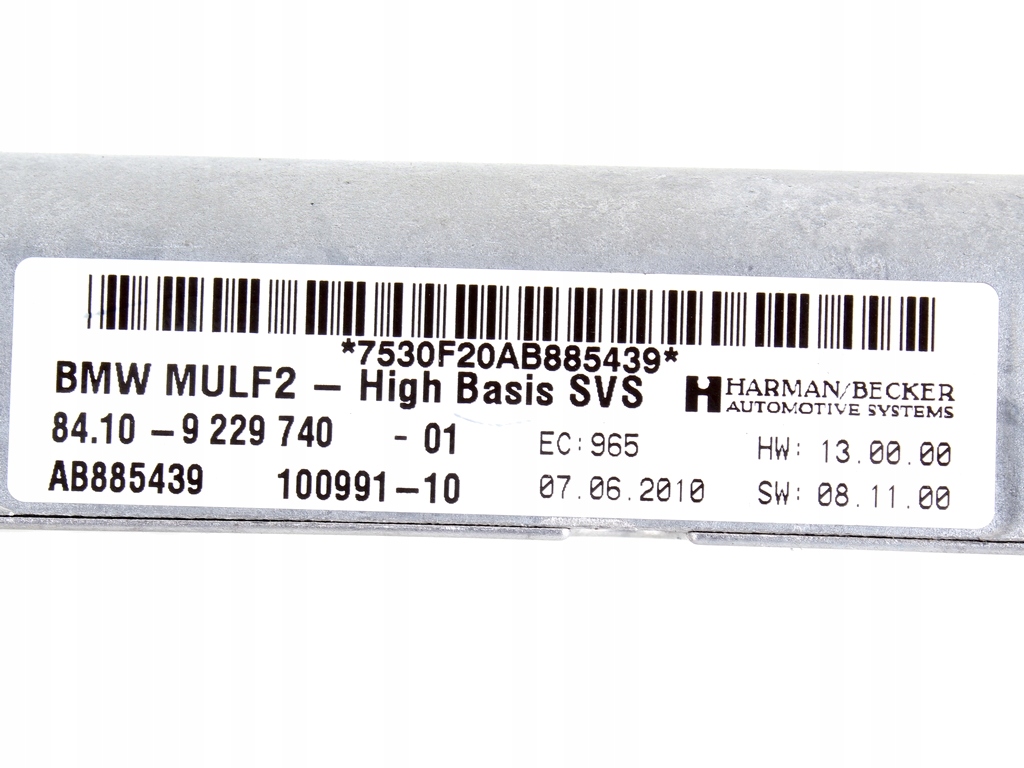 *7530F20AB885439*
BMW MULF2 – High Basis SVS
HARMAN/BECKER
AUTOMOTIVE SYSTEMS
84.10 – 9 229 740 - 01 EC: 965 HW: 13.00.00
AB885439 100991–10 07.06.2010 SW: 08.11.00